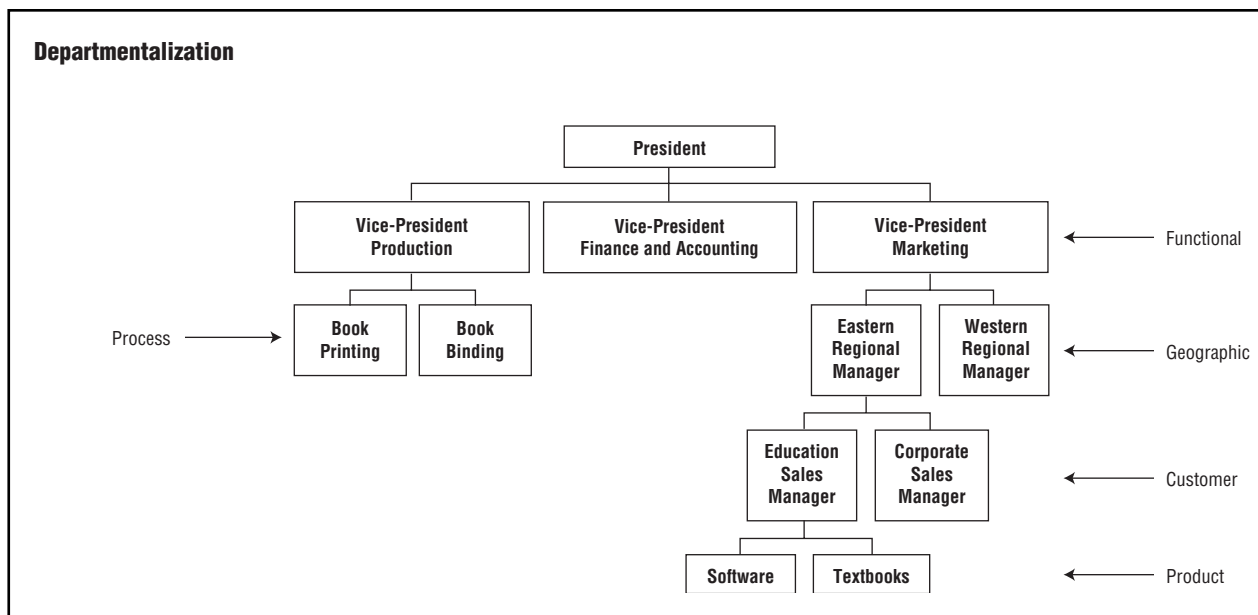 Departmentalization
President
Vice-President
Production
Vice-President
Finance and Accounting
Vice-President
Marketing
Functional
Process
Book
Printing
Book
Binding
Eastern
Regional
Manager
Western
Regional
Manager
Geographic
Education
Sales
Manager
Corporate
Sales
Manager
Customer
Software
Textbooks
Product